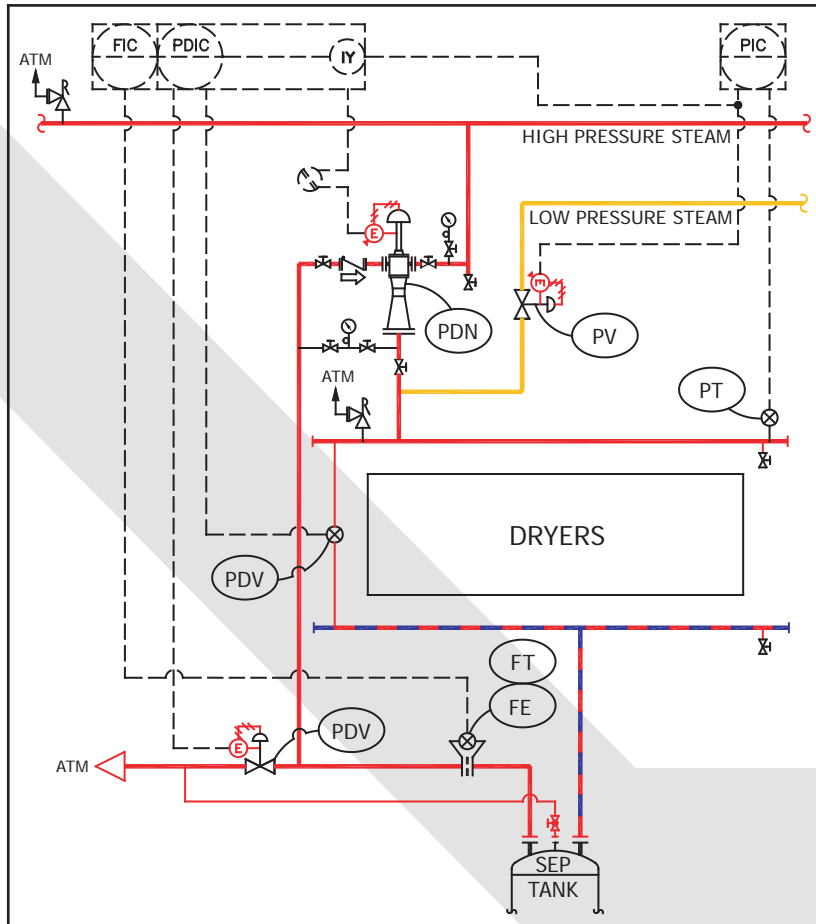 FIC
PDIC
IY
PIC
ATM
HIGH PRESSURE STEAM
LOW PRESSURE STEAM
E
E
PDN
PV
ATM
PT
DRYERS
PDV
FT
FE
E
PDV
ATM
SEP
TANK